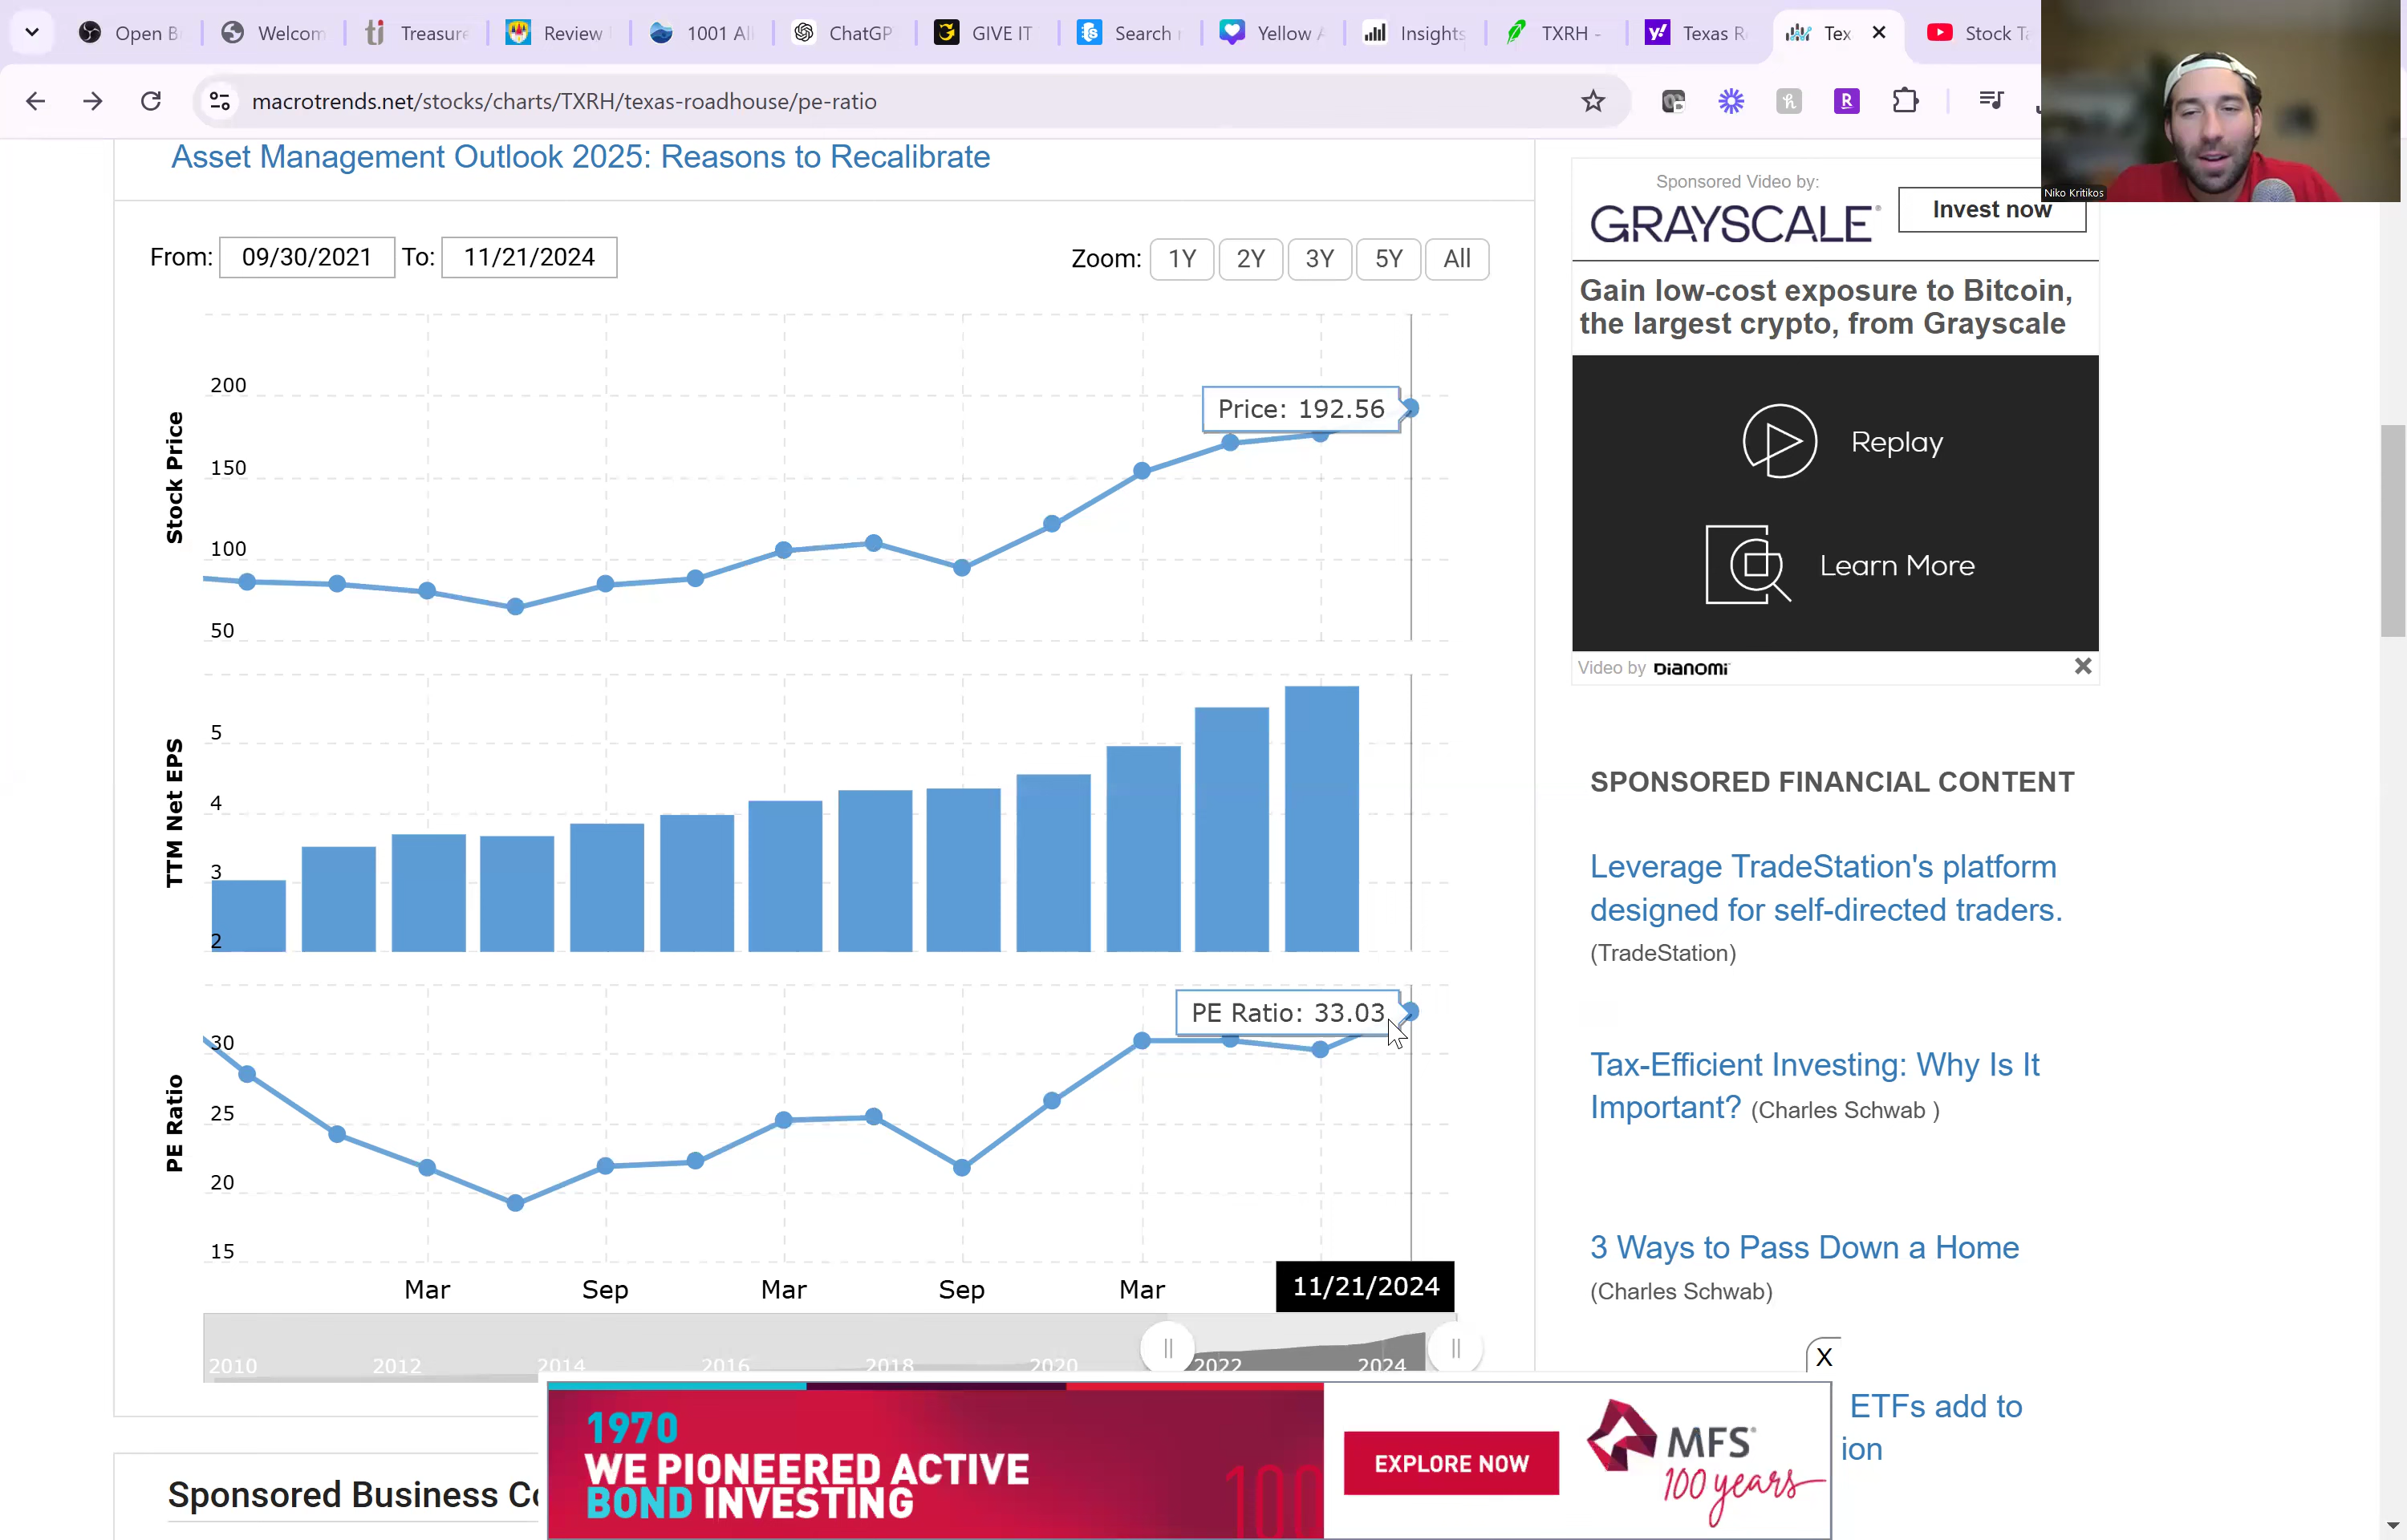 Open B
Welcom
Treasure
Review
1001 Al
ChatGP
GIVE IT
Search
Yellow
Insights
TXRH -
Texas R
Tex
Stock Ta
macrotrends.net/stocks/charts/TXRH/texas-roadhouse/pe-ratio
Niko Kritikos
Asset Management Outlook 2025: Reasons to Recalibrate
From: 09/30/2021 To: 11/21/2024
Zoom: 1Y 2Y 3Y 5Y All
Stock Price
200
150
100
50
Price: 192.56
TTM Net EPS
5
4
3
2
PE Ratio
30
25
20
15
PE Ratio: 33.03
Mar Sep Mar Sep Mar 11/21/2024
2010 2012 2014 2016 2018 2020 2022 2024
Sponsored Business Co
1970
WE PIONEERED ACTIVE
BOND INVESTING
100
EXPLORE NOW
MFS®
100 years
X
Sponsored Video by:
GRAYSCALE®
Invest now
Gain low-cost exposure to Bitcoin,
the largest crypto, from Grayscale
Replay
Learn More
Video by DIANOMI
SPONSORED FINANCIAL CONTENT
Leverage TradeStation's platform
designed for self-directed traders.
(TradeStation)
Tax-Efficient Investing: Why Is It
Important? (Charles Schwab )
3 Ways to Pass Down a Home
(Charles Schwab)
ETFs add to
ion